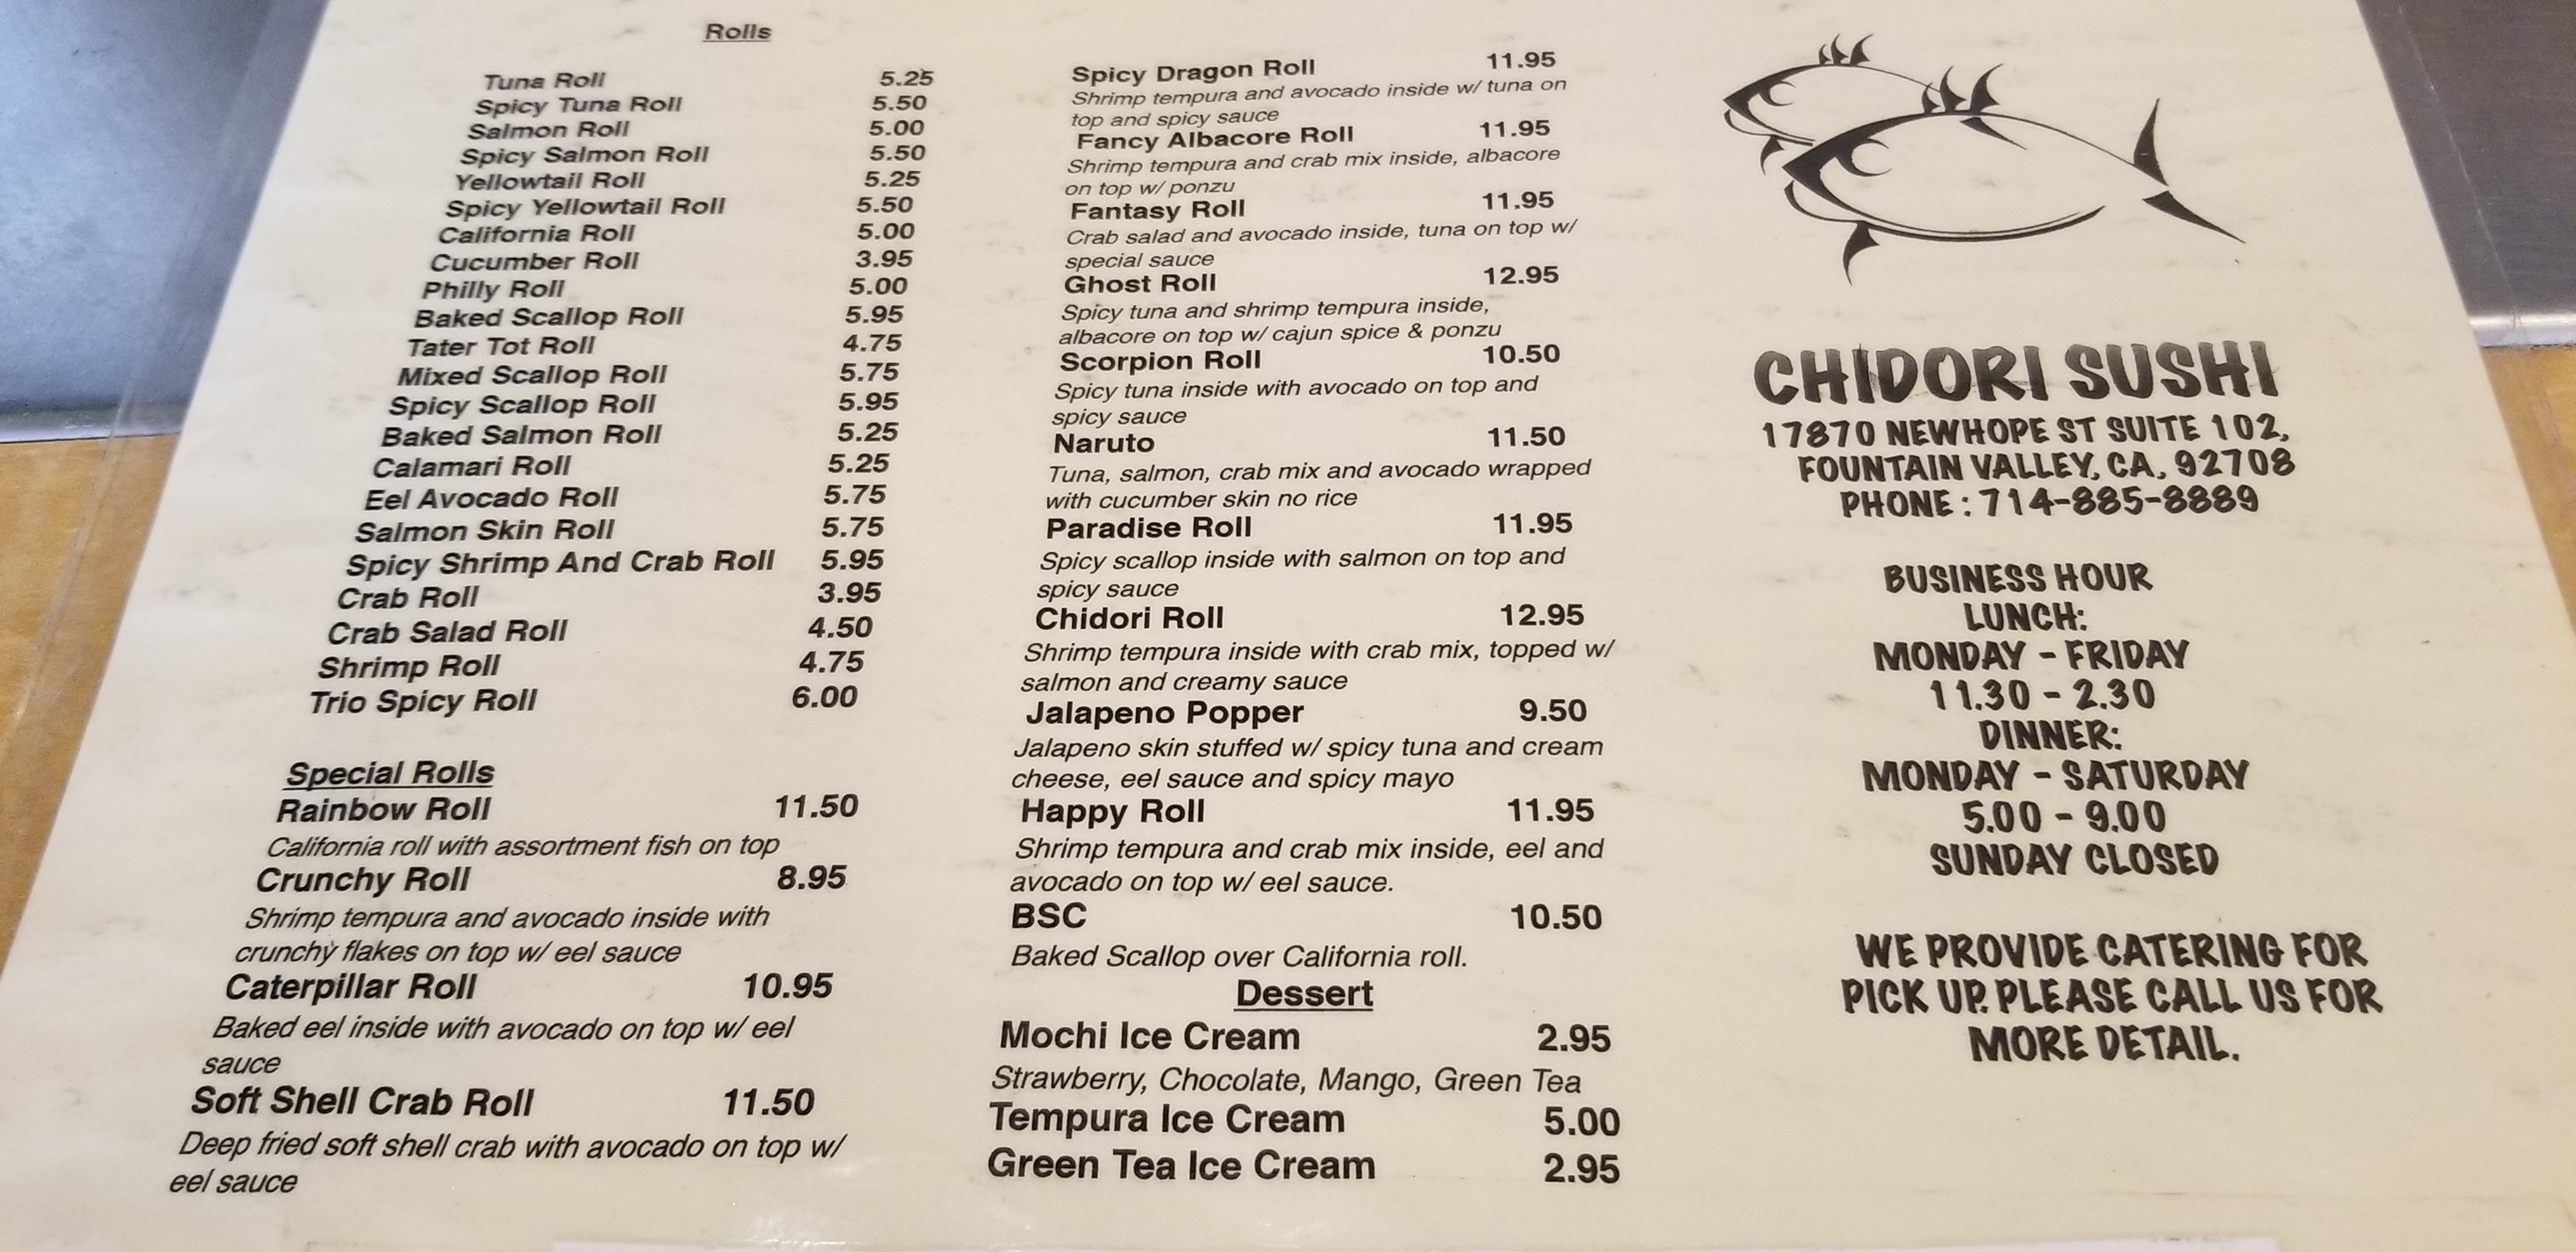 Rolls
Tuna Roll 5.25
Spicy Tuna Roll 5.50
Salmon Roll 5.00
Spicy Salmon Roll 5.50
Yellowtail Roll 5.25
Spicy Yellowtail Roll 5.50
California Roll 5.00
Cucumber Roll 3.95
Philly Roll 5.00
Baked Scallop Roll 5.95
Tater Tot Roll 4.75
Mixed Scallop Roll 5.75
Spicy Scallop Roll 5.95
Baked Salmon Roll 5.25
Calamari Roll 5.25
Eel Avocado Roll 5.75
Salmon Skin Roll 5.75
Spicy Shrimp And Crab Roll 5.95
Crab Roll 3.95
Crab Salad Roll 4.50
Shrimp Roll 4.75
Trio Spicy Roll 6.00
Special Rolls
Rainbow Roll 11.50
California roll with assortment fish on top
Crunchy Roll 8.95
Shrimp tempura and avocado inside with
crunchy flakes on top w/ eel sauce
Caterpillar Roll 10.95
Baked eel inside with avocado on top w/ eel
sauce
Soft Shell Crab Roll 11.50
Deep fried soft shell crab with avocado on top w/
eel sauce
Spicy Dragon Roll 11.95
Shrimp tempura and avocado inside w/ tuna on
top and spicy sauce
Fancy Albacore Roll 11.95
Shrimp tempura and crab mix inside, albacore
on top w/ ponzu
Fantasy Roll 11.95
Crab salad and avocado inside, tuna on top w/
special sauce
Ghost Roll 12.95
Spicy tuna and shrimp tempura inside,
albacore on top w/ cajun spice & ponzu
Scorpion Roll 10.50
Spicy tuna inside with avocado on top and
spicy sauce
Naruto 11.50
Tuna, salmon, crab mix and avocado wrapped
with cucumber skin no rice
Paradise Roll 11.95
Spicy scallop inside with salmon on top and
spicy sauce
Chidori Roll 12.95
Shrimp tempura inside with crab mix, topped w/
salmon and creamy sauce
Jalapeno Popper 9.50
Jalapeno skin stuffed w/ spicy tuna and cream
cheese, eel sauce and spicy mayo
Happy Roll 11.95
Shrimp tempura and crab mix inside, eel and
avocado on top w/ eel sauce.
BSC 10.50
Baked Scallop over California roll.
Dessert
Mochi Ice Cream 2.95
Strawberry, Chocolate, Mango, Green Tea
Tempura Ice Cream 5.00
Green Tea Ice Cream 2.95
CHIDORI SUSHI
17870 NEWHOPE ST SUITE 102,
FOUNTAIN VALLEY, CA, 92708
PHONE : 714-885-8889
BUSINESS HOUR
LUNCH:
MONDAY - FRIDAY
11.30 - 2.30
DINNER:
MONDAY - SATURDAY
5.00 - 9.00
SUNDAY CLOSED
WE PROVIDE CATERING FOR
PICK UP. PLEASE CALL US FOR
MORE DETAIL.